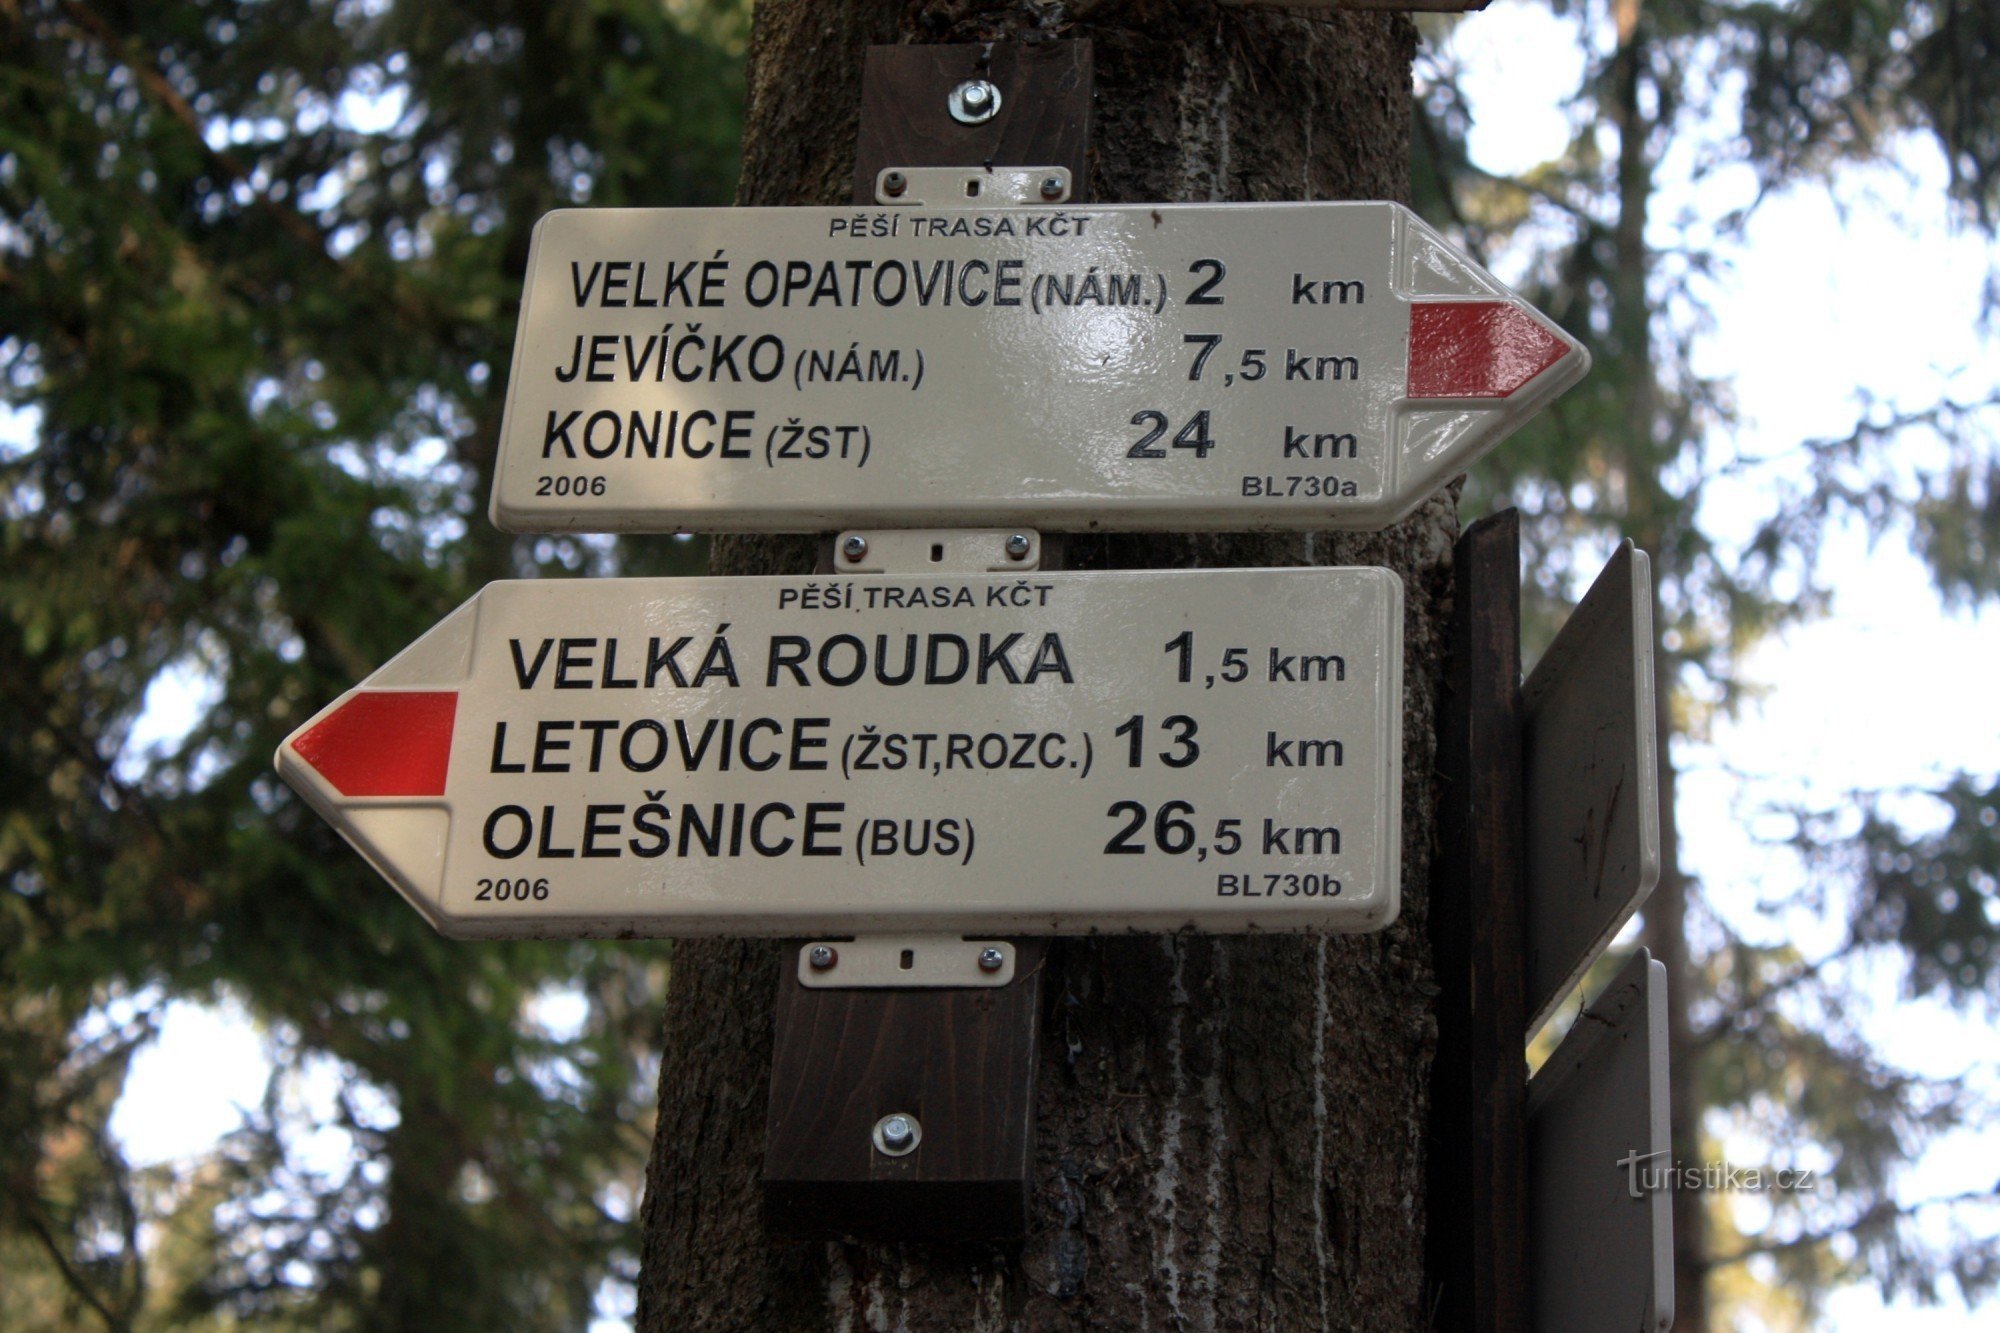 PĚŠÍ TRASA KČT
VELKÉ OPATOVICE (NÁM.) 2 km
JEVÍČKO (NÁM.) 7,5 km
KONICE (ŽST) 24 km
2006 BL730a
PĚŠÍ TRASA KČT
VELKÁ ROUDKA 1,5 km
LETOVICE (ŽST,ROZC.) 13 km
OLEŠNICE (BUS) 26,5 km
2006 BL730b
Turistika.cz